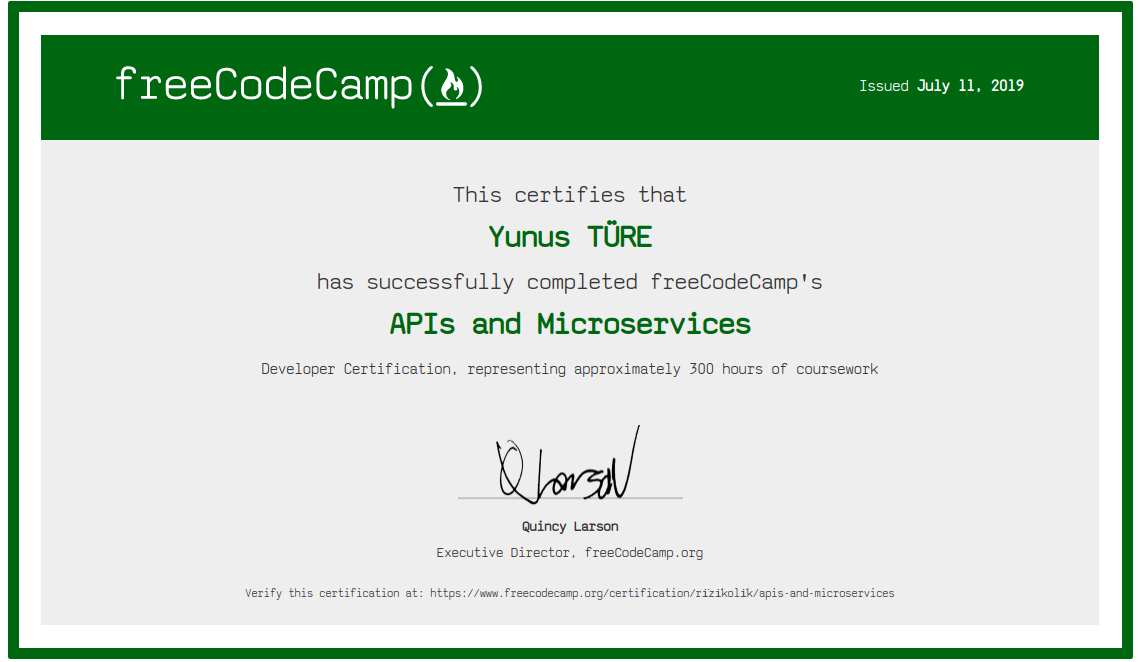 freeCodeCamp
Issued July 11, 2019
This certifies that
Yunus TÜRE
has successfully completed freeCodeCamp's
APIs and Microservices
Developer Certification, representing approximately 300 hours of coursework
Q Larson
Quincy Larson
Executive Director, freeCodeCamp.org
Verify this certification at: https://www.freecodecamp.org/certification/rizikolik/apis-and-microservices